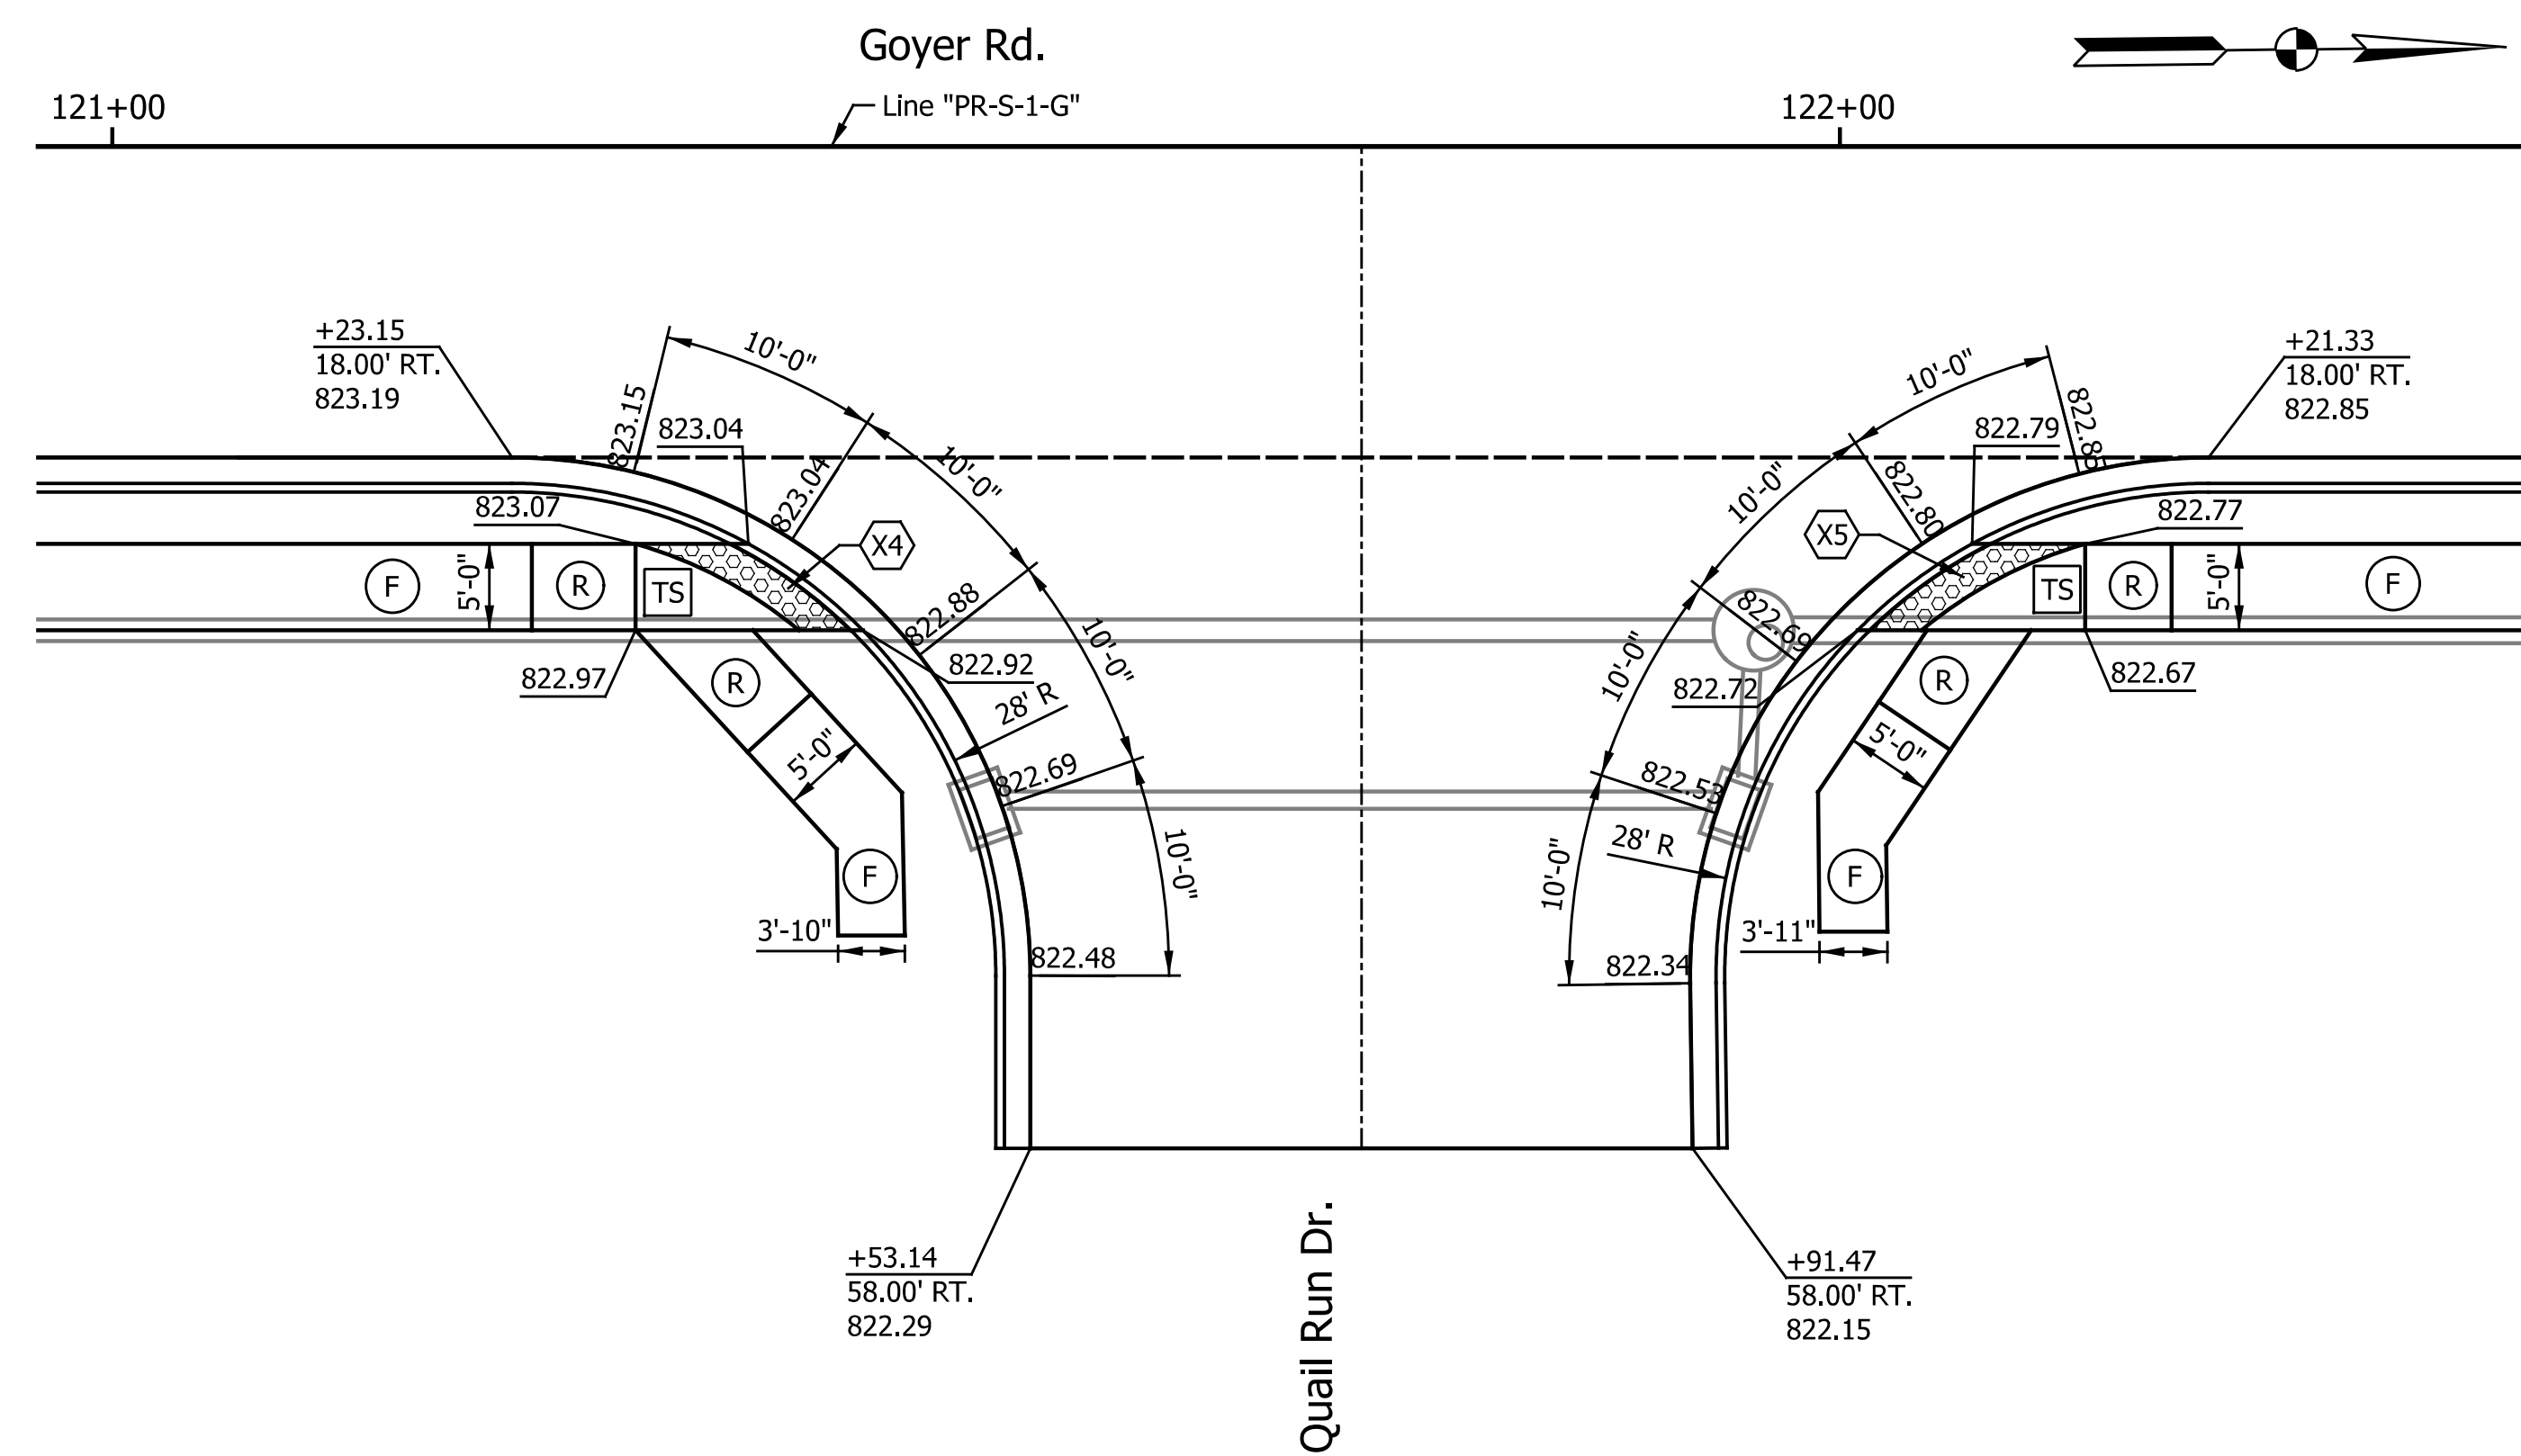 Goyer Rd.
121+00
Line "PR-S-1-G"
122+00
+23.15
18.00' RT.
823.19
+21.33
18.00' RT.
822.85
10'-0"
10'-0"
823.15
823.04
823.04
10'-0"
822.79
822.85
10'-0"
822.80
823.07
822.77
X4
X5
F
5'-0"
R
TS
TS
R
5'-0"
F
822.88
10'-0"
822.69
10'-0"
822.97
822.92
822.72
822.67
R
28' R
R
5'-0"
822.69
822.53
5'-0"
10'-0"
28' R
10'-0"
F
F
3'-10"
3'-11"
822.48
822.34
+53.14
58.00' RT.
822.29
Quail Run Dr.
+91.47
58.00' RT.
822.15